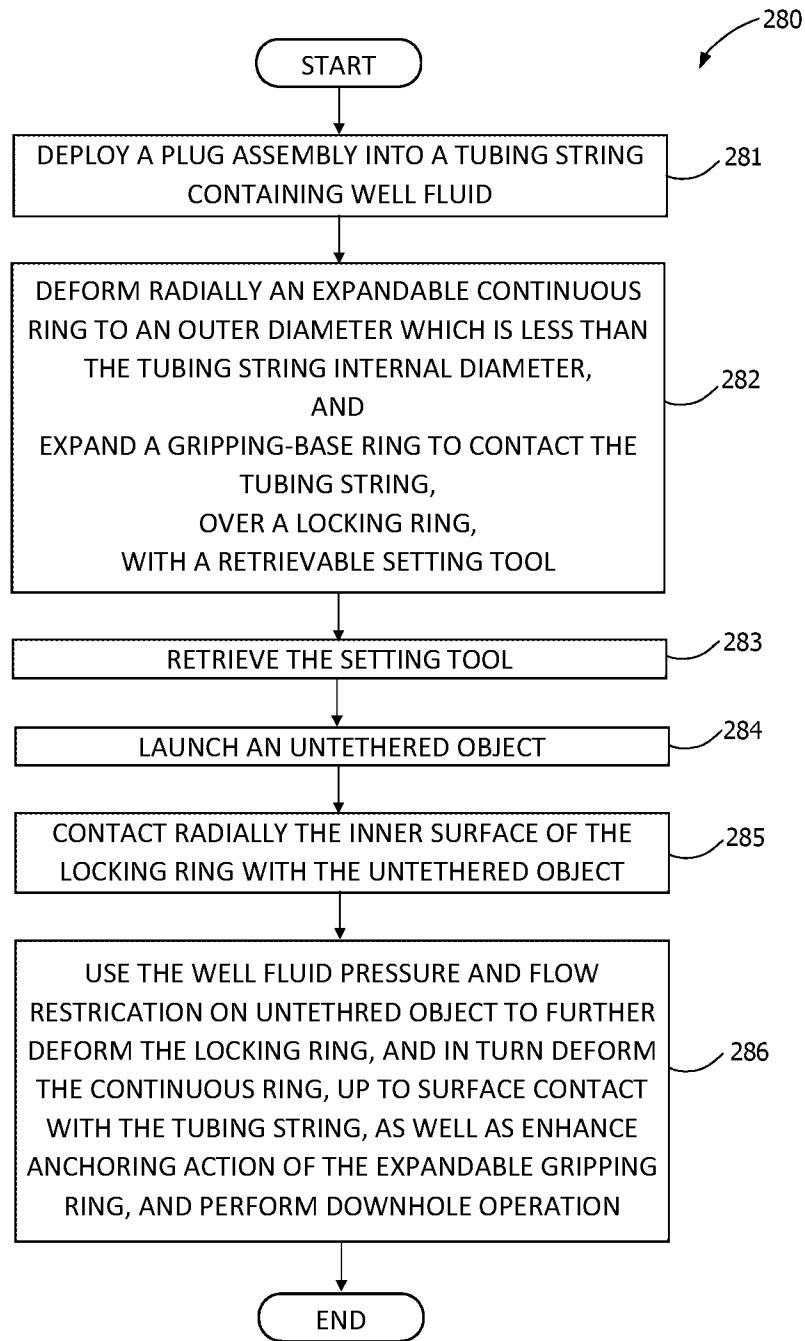 280
START
DEPLOY A PLUG ASSEMBLY INTO A TUBING STRING
CONTAINING WELL FLUID
281
DEFORM RADIALLY AN EXPANDABLE CONTINUOUS
RING TO AN OUTER DIAMETER WHICH IS LESS THAN
THE TUBING STRING INTERNAL DIAMETER,
AND
EXPAND A GRIPPING-BASE RING TO CONTACT THE
TUBING STRING,
OVER A LOCKING RING,
WITH A RETRIEVABLE SETTING TOOL
282
RETRIEVE THE SETTING TOOL
283
LAUNCH AN UNTETHERED OBJECT
284
CONTACT RADIALLY THE INNER SURFACE OF THE
LOCKING RING WITH THE UNTETHERED OBJECT
285
USE THE WELL FLUID PRESSURE AND FLOW
RESTRICATION ON UNTETHRED OBJECT TO FURTHER
DEFORM THE LOCKING RING, AND IN TURN DEFORM
THE CONTINUOUS RING, UP TO SURFACE CONTACT
WITH THE TUBING STRING, AS WELL AS ENHANCE
ANCHORING ACTION OF THE EXPANDABLE GRIPPING
RING, AND PERFORM DOWNHOLE OPERATION
286
END